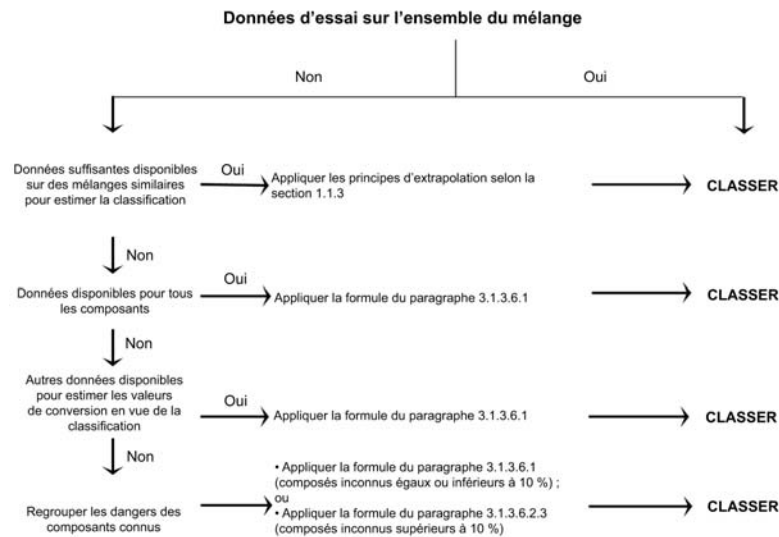 Données d'essai sur l'ensemble du mélange
Non
Oui
Données suffisantes disponibles
sur des mélanges similaires
pour estimer la classification
Oui
Appliquer les principes d'extrapolation selon la
section 1.1.3
CLASSER
Non
Données disponibles pour tous
les composants
Oui
Appliquer la formule du paragraphe 3.1.3.6.1
CLASSER
Non
Autres données disponibles
pour estimer les valeurs
de conversion en vue de la
classification
Oui
Appliquer la formule du paragraphe 3.1.3.6.1
CLASSER
Non
Regrouper les dangers des
composants connus
• Appliquer la formule du paragraphe 3.1.3.6.1
(composés inconnus égaux ou inférieurs à 10 %) ;
ou
• Appliquer la formule du paragraphe 3.1.3.6.2.3
(composés inconnus supérieurs à 10 %)
CLASSER